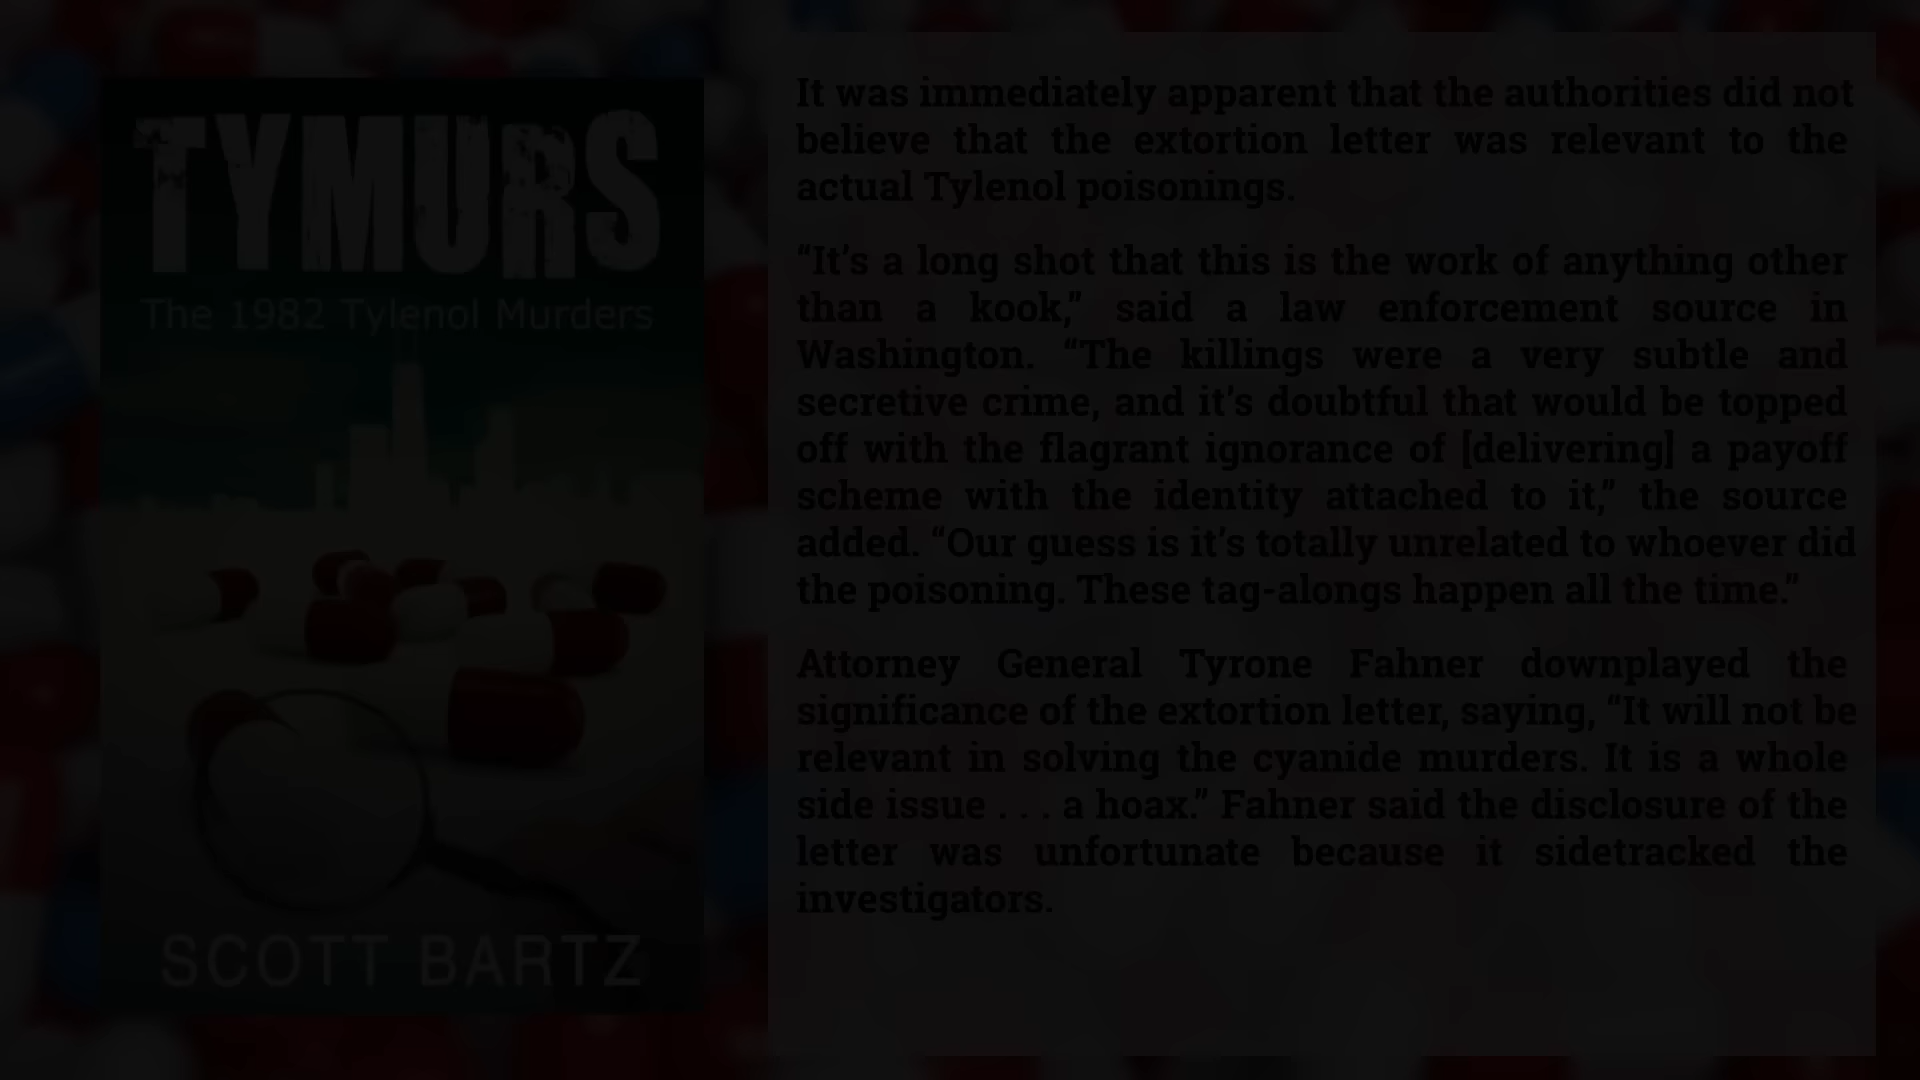 TYMURS
The 1982 Tylenol Murders
SCOTT BARTZ
It was immediately apparent that the authorities did not
believe that the extortion letter was relevant to the
actual Tylenol poisonings.
“It’s a long shot that this is the work of anything other
than a kook,” said a law enforcement source in
Washington. “The killings were a very subtle and
secretive crime, and it’s doubtful that would be topped
off with the flagrant ignorance of [delivering] a payoff
scheme with the identity attached to it,” the source
added. “Our guess is it’s totally unrelated to whoever did
the poisoning. These tag-alongs happen all the time.”
Attorney General Tyrone Fahner downplayed the
significance of the extortion letter, saying, “It will not be
relevant in solving the cyanide murders. It is a whole
side issue . . . a hoax.” Fahner said the disclosure of the
letter was unfortunate because it sidetracked the
investigators.